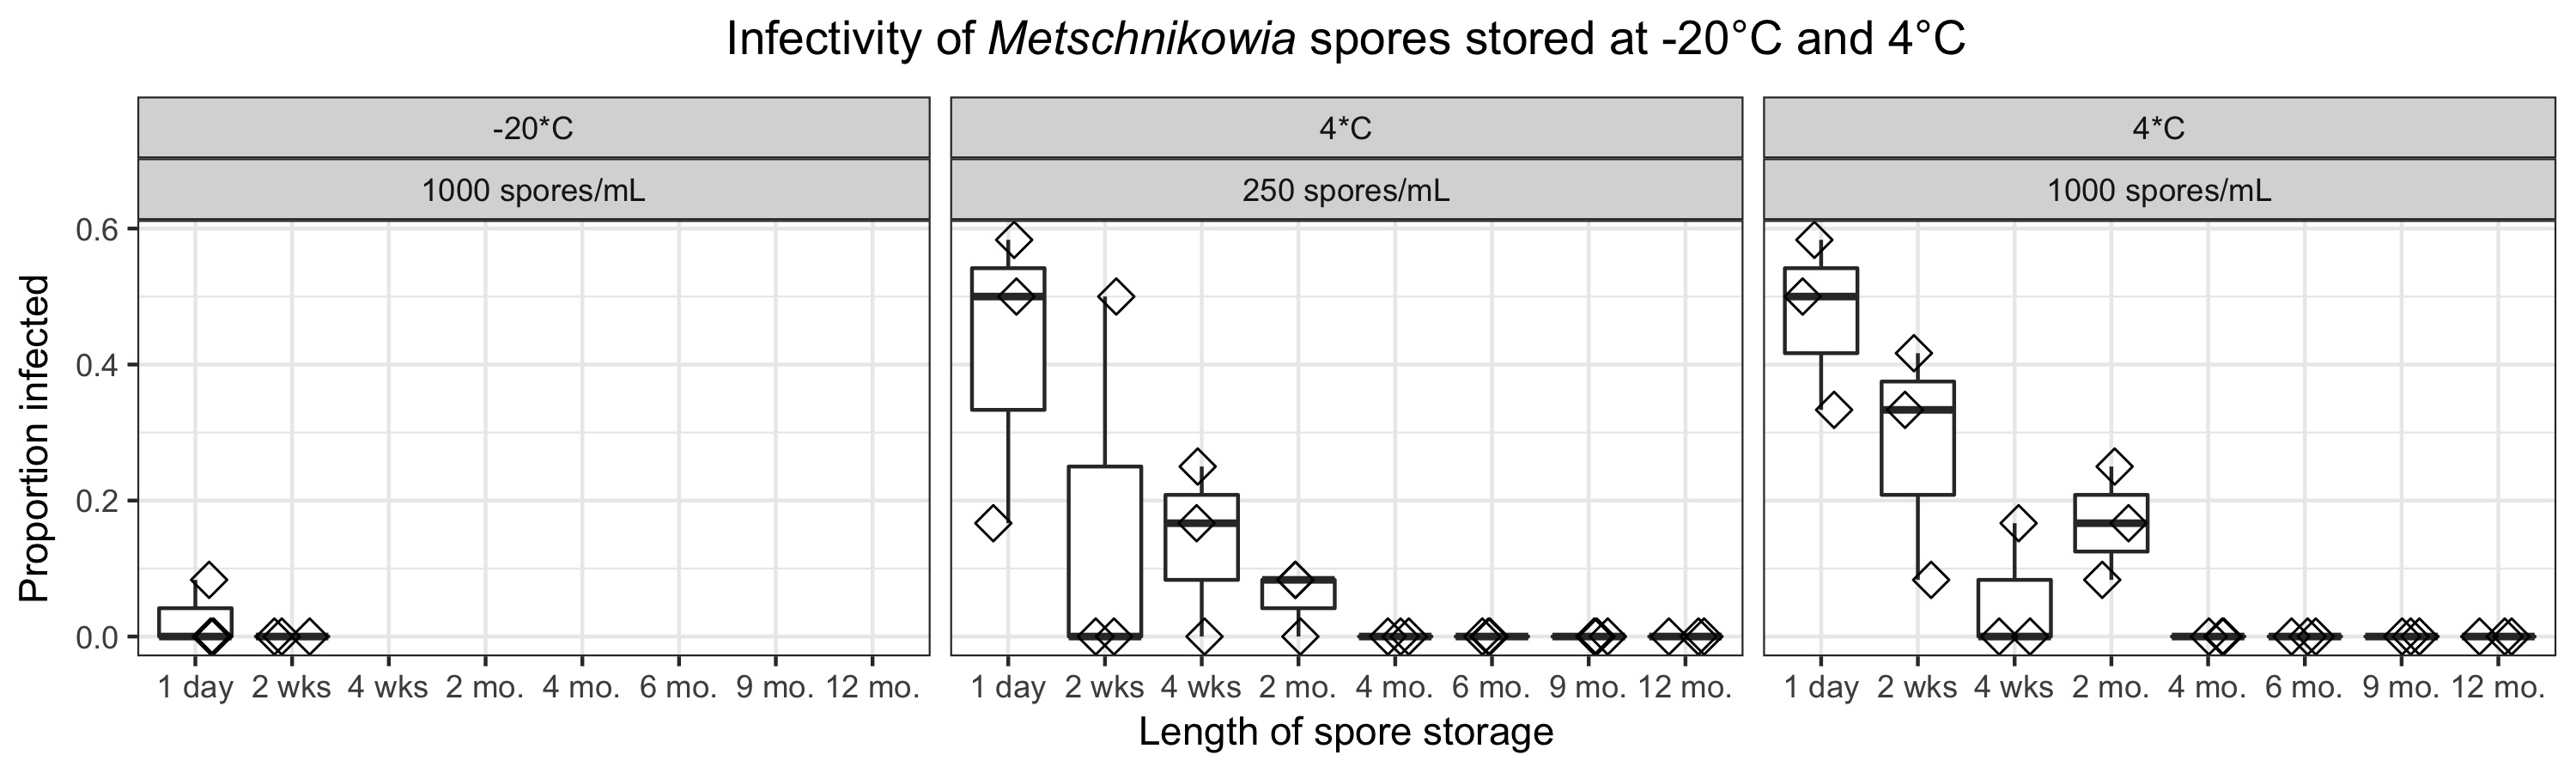 Infectivity of Metschnikowia spores stored at -20°C and 4°C
-20*C
4*C
4*C
1000 spores/mL
250 spores/mL
1000 spores/mL
Proportion infected
0.6
0.4
0.2
0.0
1 day 2 wks 4 wks 2 mo. 4 mo. 6 mo. 9 mo. 12 mo.
1 day 2 wks 4 wks 2 mo. 4 mo. 6 mo. 9 mo. 12 mo.
1 day 2 wks 4 wks 2 mo. 4 mo. 6 mo. 9 mo. 12 mo.
Length of spore storage